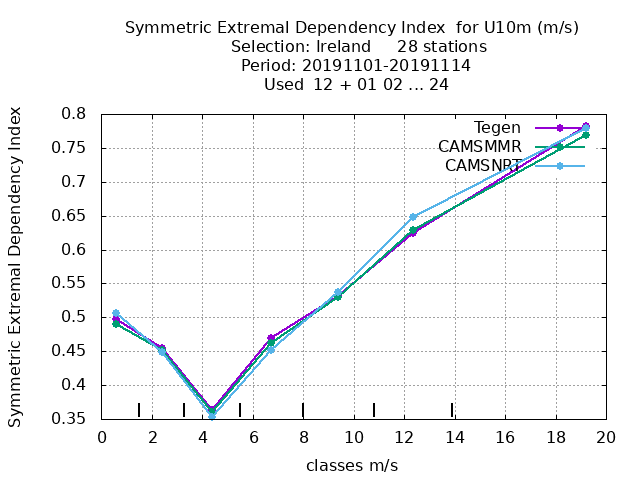 Symmetric Extremal Dependency Index for U10m (m/s)
Selection: Ireland 28 stations
Period: 20191101-20191114
Used 12 + 01 02 ... 24
Symmetric Extremal Dependency Index
0.8
0.75
0.7
0.65
0.6
0.55
0.5
0.45
0.4
0.35
Tegen
CAMSMMR
CAMSNRT
0 2 4 6 8 10 12 14 16 18 20
classes m/s